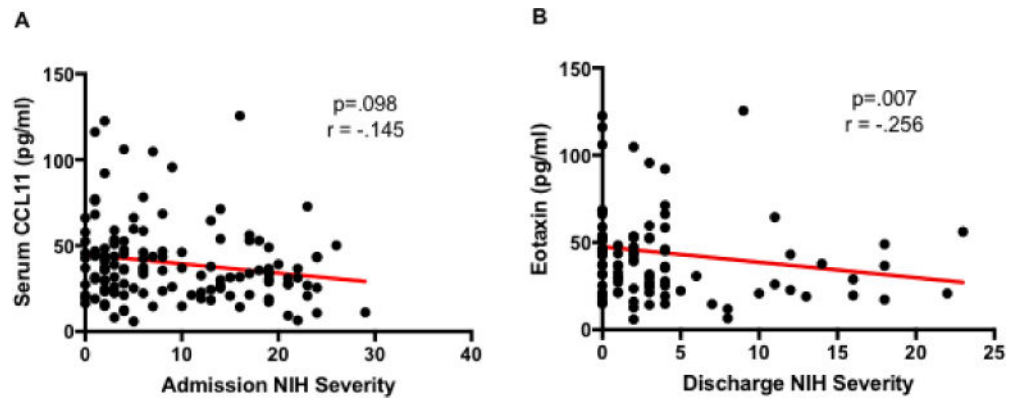 A
Serum CCL11 (pg/ml)
150
100
50
0
p=.098
r = -.145
0
10
20
30
40
Admission NIH Severity
B
Eotaxin (pg/ml)
150
100
50
0
p=.007
r = -.256
0
5
10
15
20
25
Discharge NIH Severity